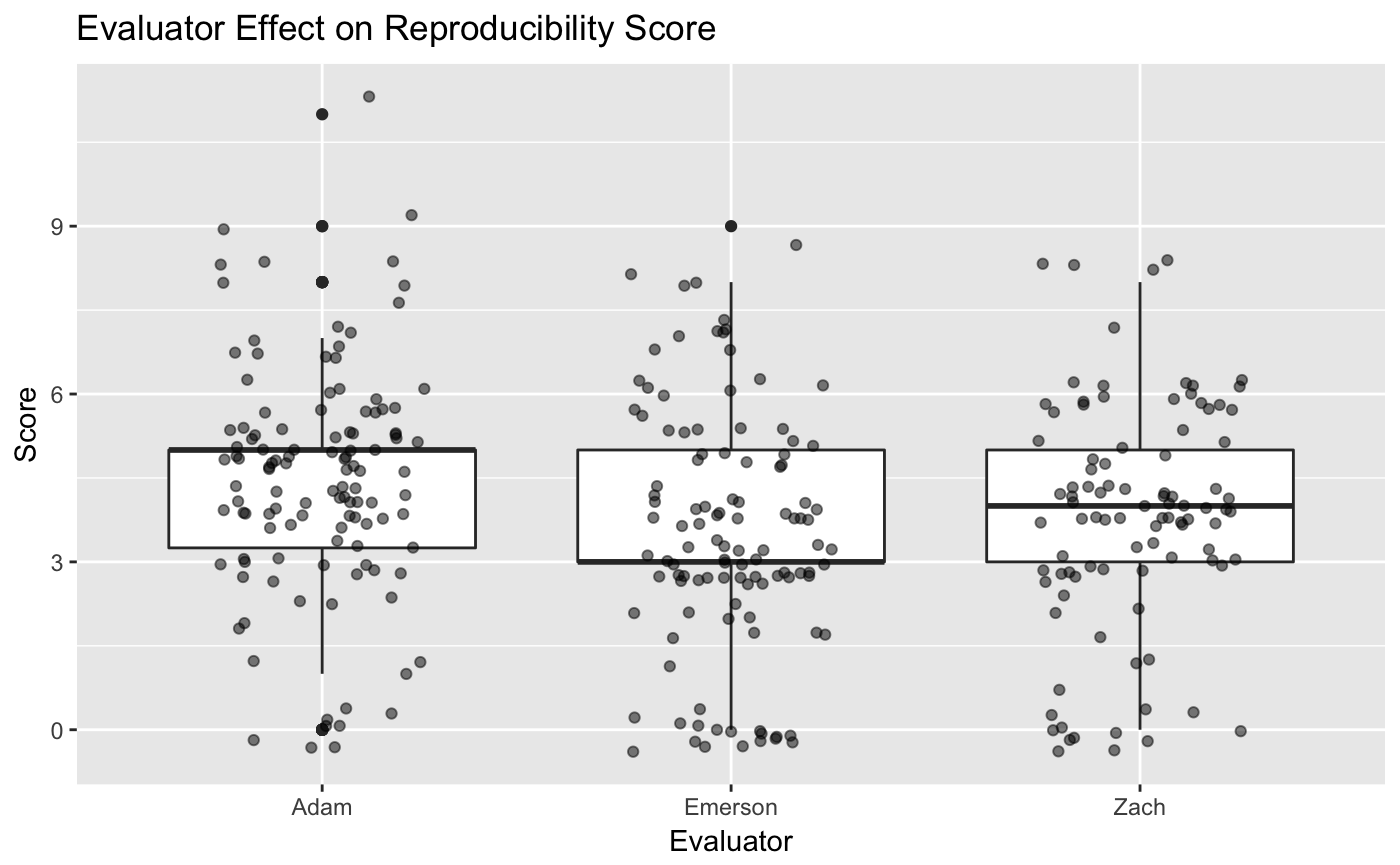 Evaluator Effect on Reproducibility Score
Score
9
6
3
0
Adam
Emerson
Zach
Evaluator